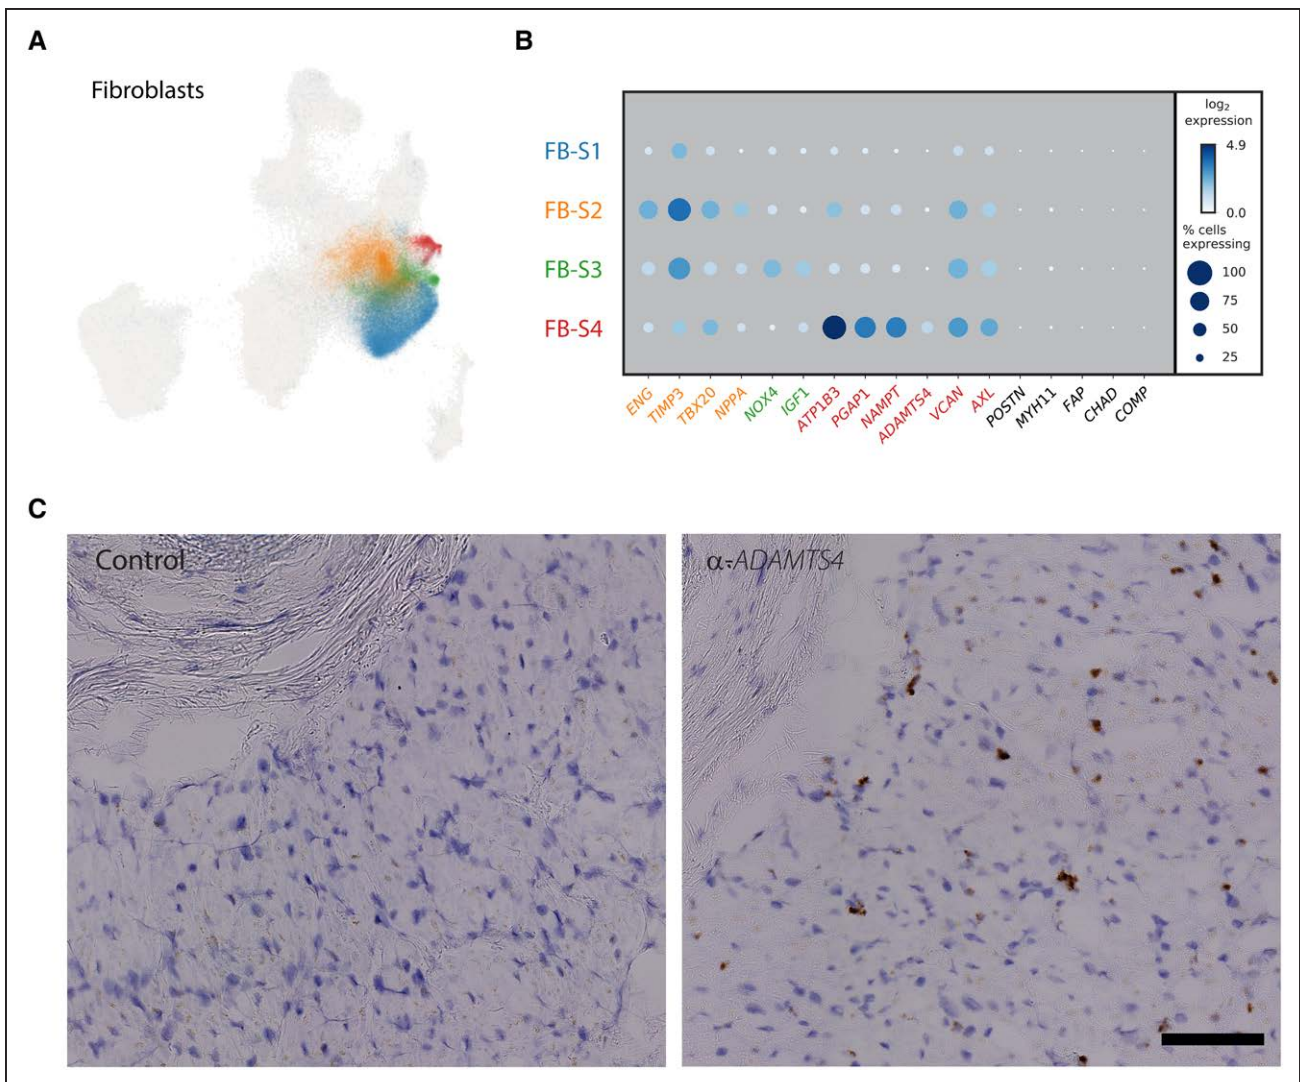 A
B
Fibroblasts
FB-S1
FB-S2
FB-S3
FB-S4
log2
expression
4.9
0.0
% cells
expressing
100
75
50
25
ENG
TIMP3
TBX20
NPPA
NOX4
IGF1
ATP1B3
PGAP1
NAMPT
ADAMTS4
VCAN
AXL
POSTN
MYH11
FAP
CHAD
COMP
C
Control
α-ADAMTS4